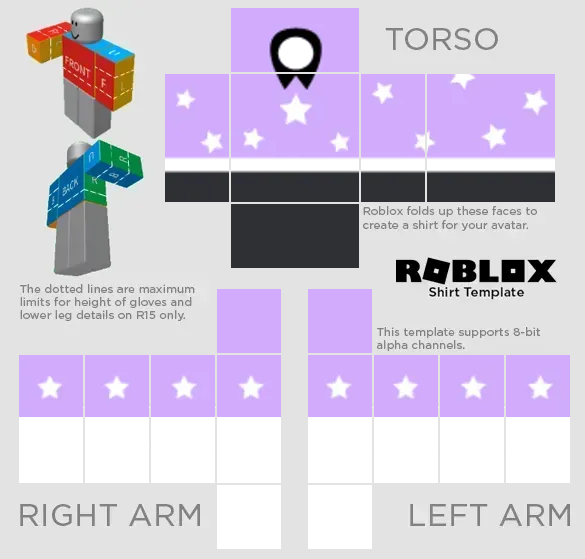 TORSO
FRONT
F
L
U
BACK
R
B
U
Roblox folds up these faces to
create a shirt for your avatar.
ROBLOX
Shirt Template
The dotted lines are maximum
limits for height of gloves and
lower leg details on R15 only.
This template supports 8-bit
alpha channels.
RIGHT ARM
LEFT ARM